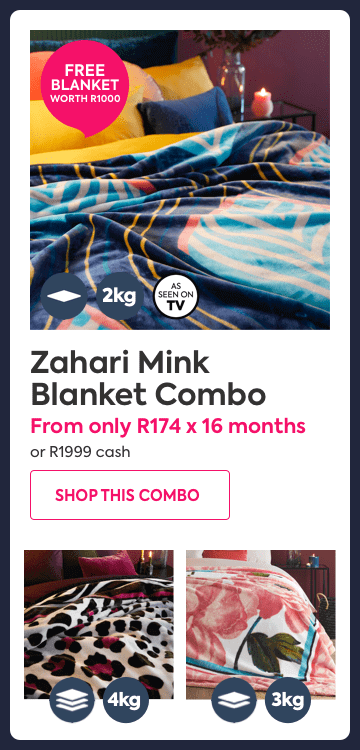 FREE
BLANKET
WORTH R1000
2kg
AS
SEEN ON
TV
Zahari Mink
Blanket Combo
From only R174 x 16 months
or R1999 cash
SHOP THIS COMBO
4kg
3kg